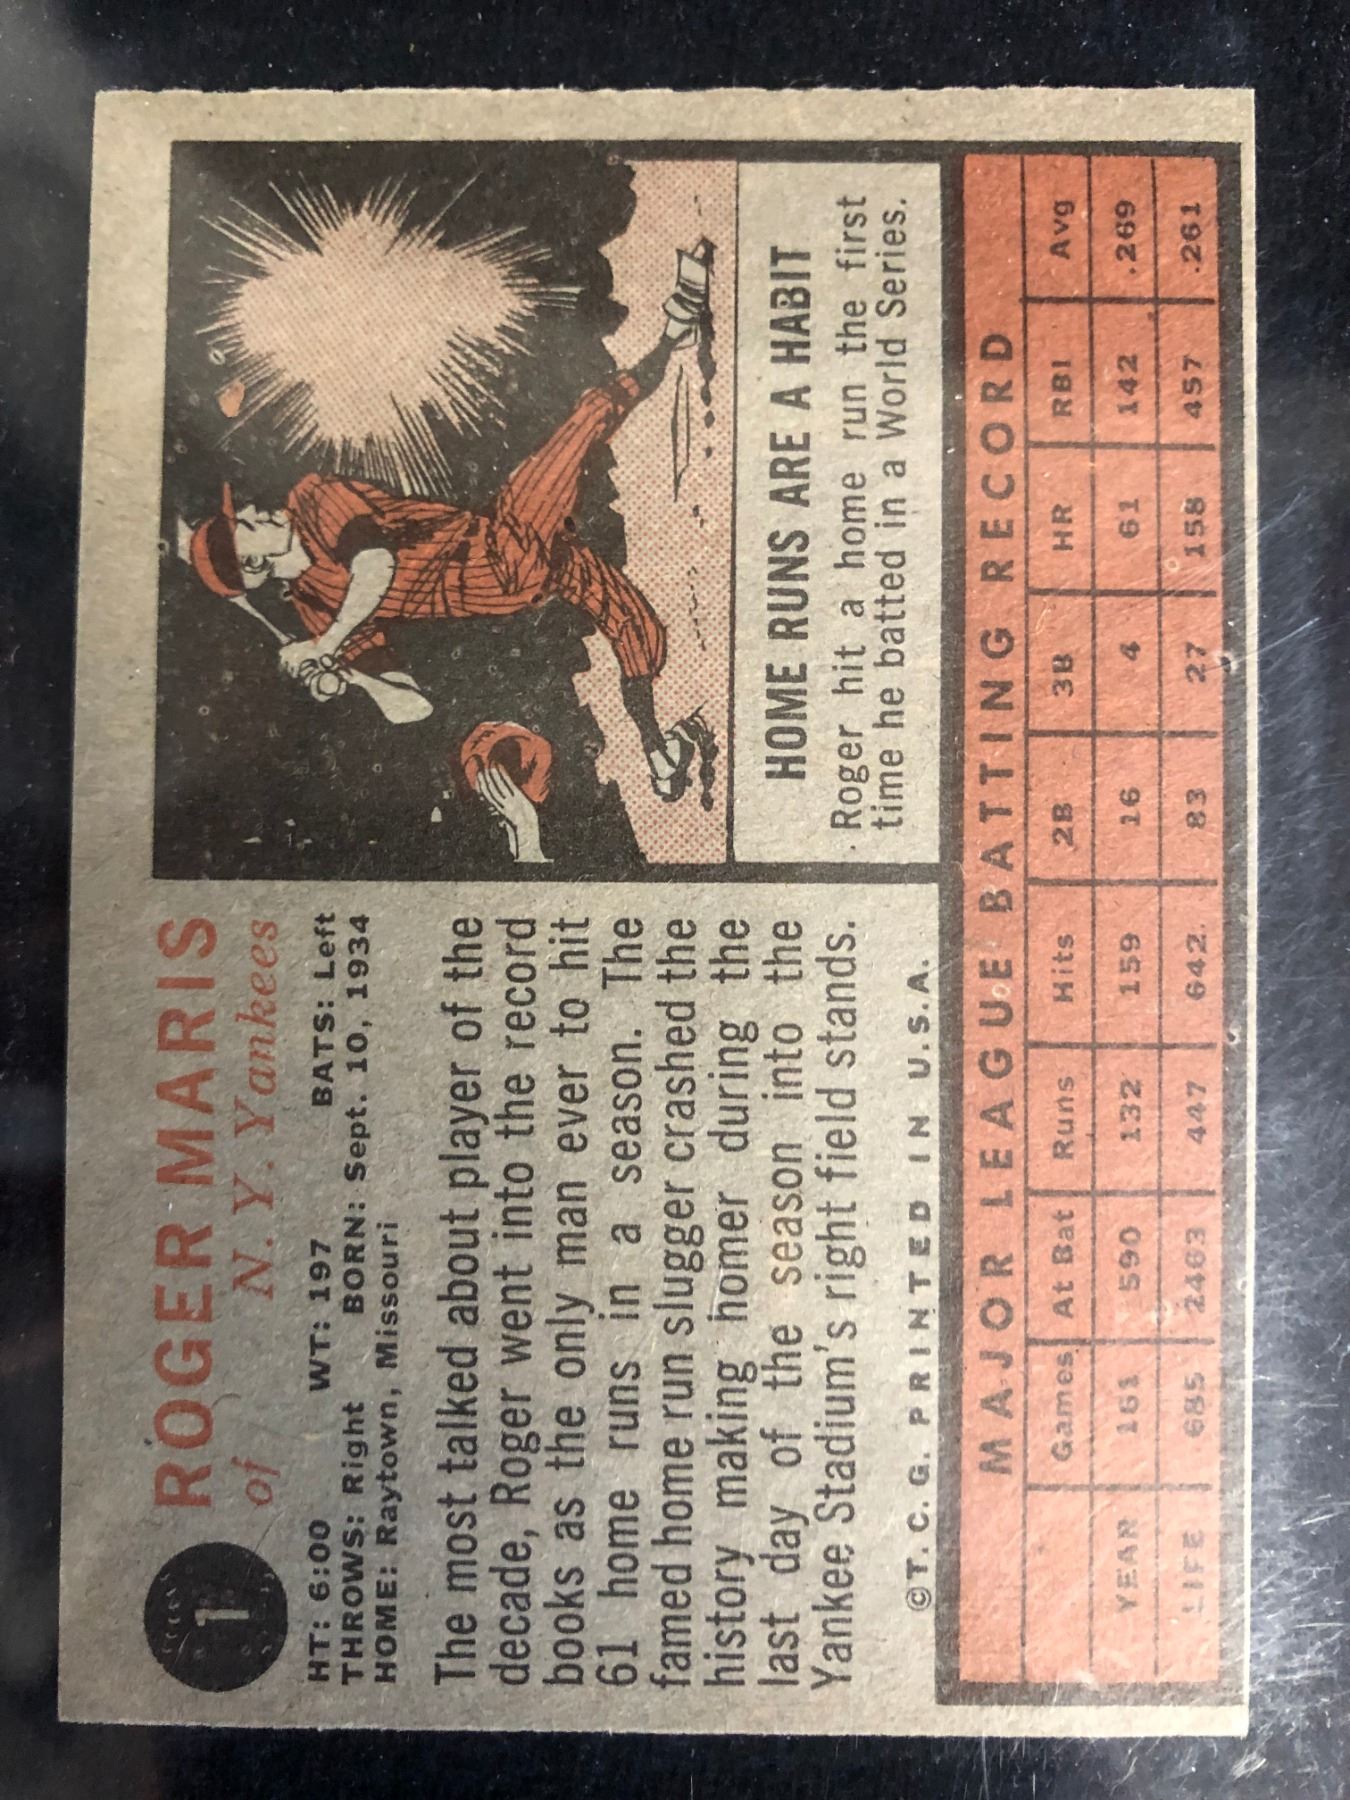 1
ROGER MARIS
of N. Y. Yankees
HT: 6:00 WT: 197 BATS: Left
THROWS: Right BORN: Sept. 10, 1934
HOME: Raytown, Missouri
The most talked about player of the
decade, Roger went into the record
books as the only man ever to hit
61 home runs in a season. The
famed home run slugger crashed the
history making homer during the
last day of the season into the
Yankee Stadium's right field stands.
©T. C. G. PRINTED IN U.S.A.
HOME RUNS ARE A HABIT
Roger hit a home run the first
time he batted in a World Series.
MAJOR LEAGUE BATTING RECORD
Games At Bat Runs Hits 2B 3B HR RBI Avg
YEAR 161 590 132 159 16 4 61 142 .269
LIFE 685 2463 447 642 83 27 158 457 .261